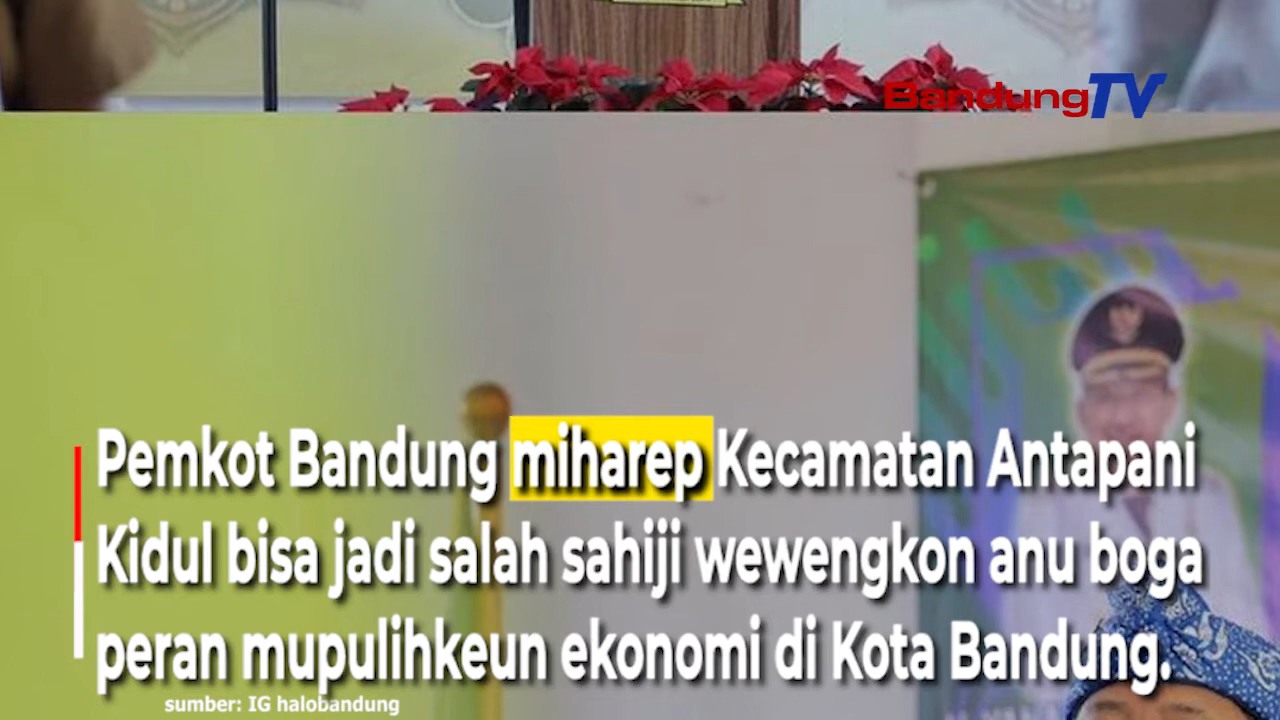 BandungTV
Pemkot Bandung miharep Kecamatan Antapani
Kidul bisa jadi salah sahiji wewengkon anu boga
peran mupulihkeun ekonomi di Kota Bandung.
sumber: IG halobandung